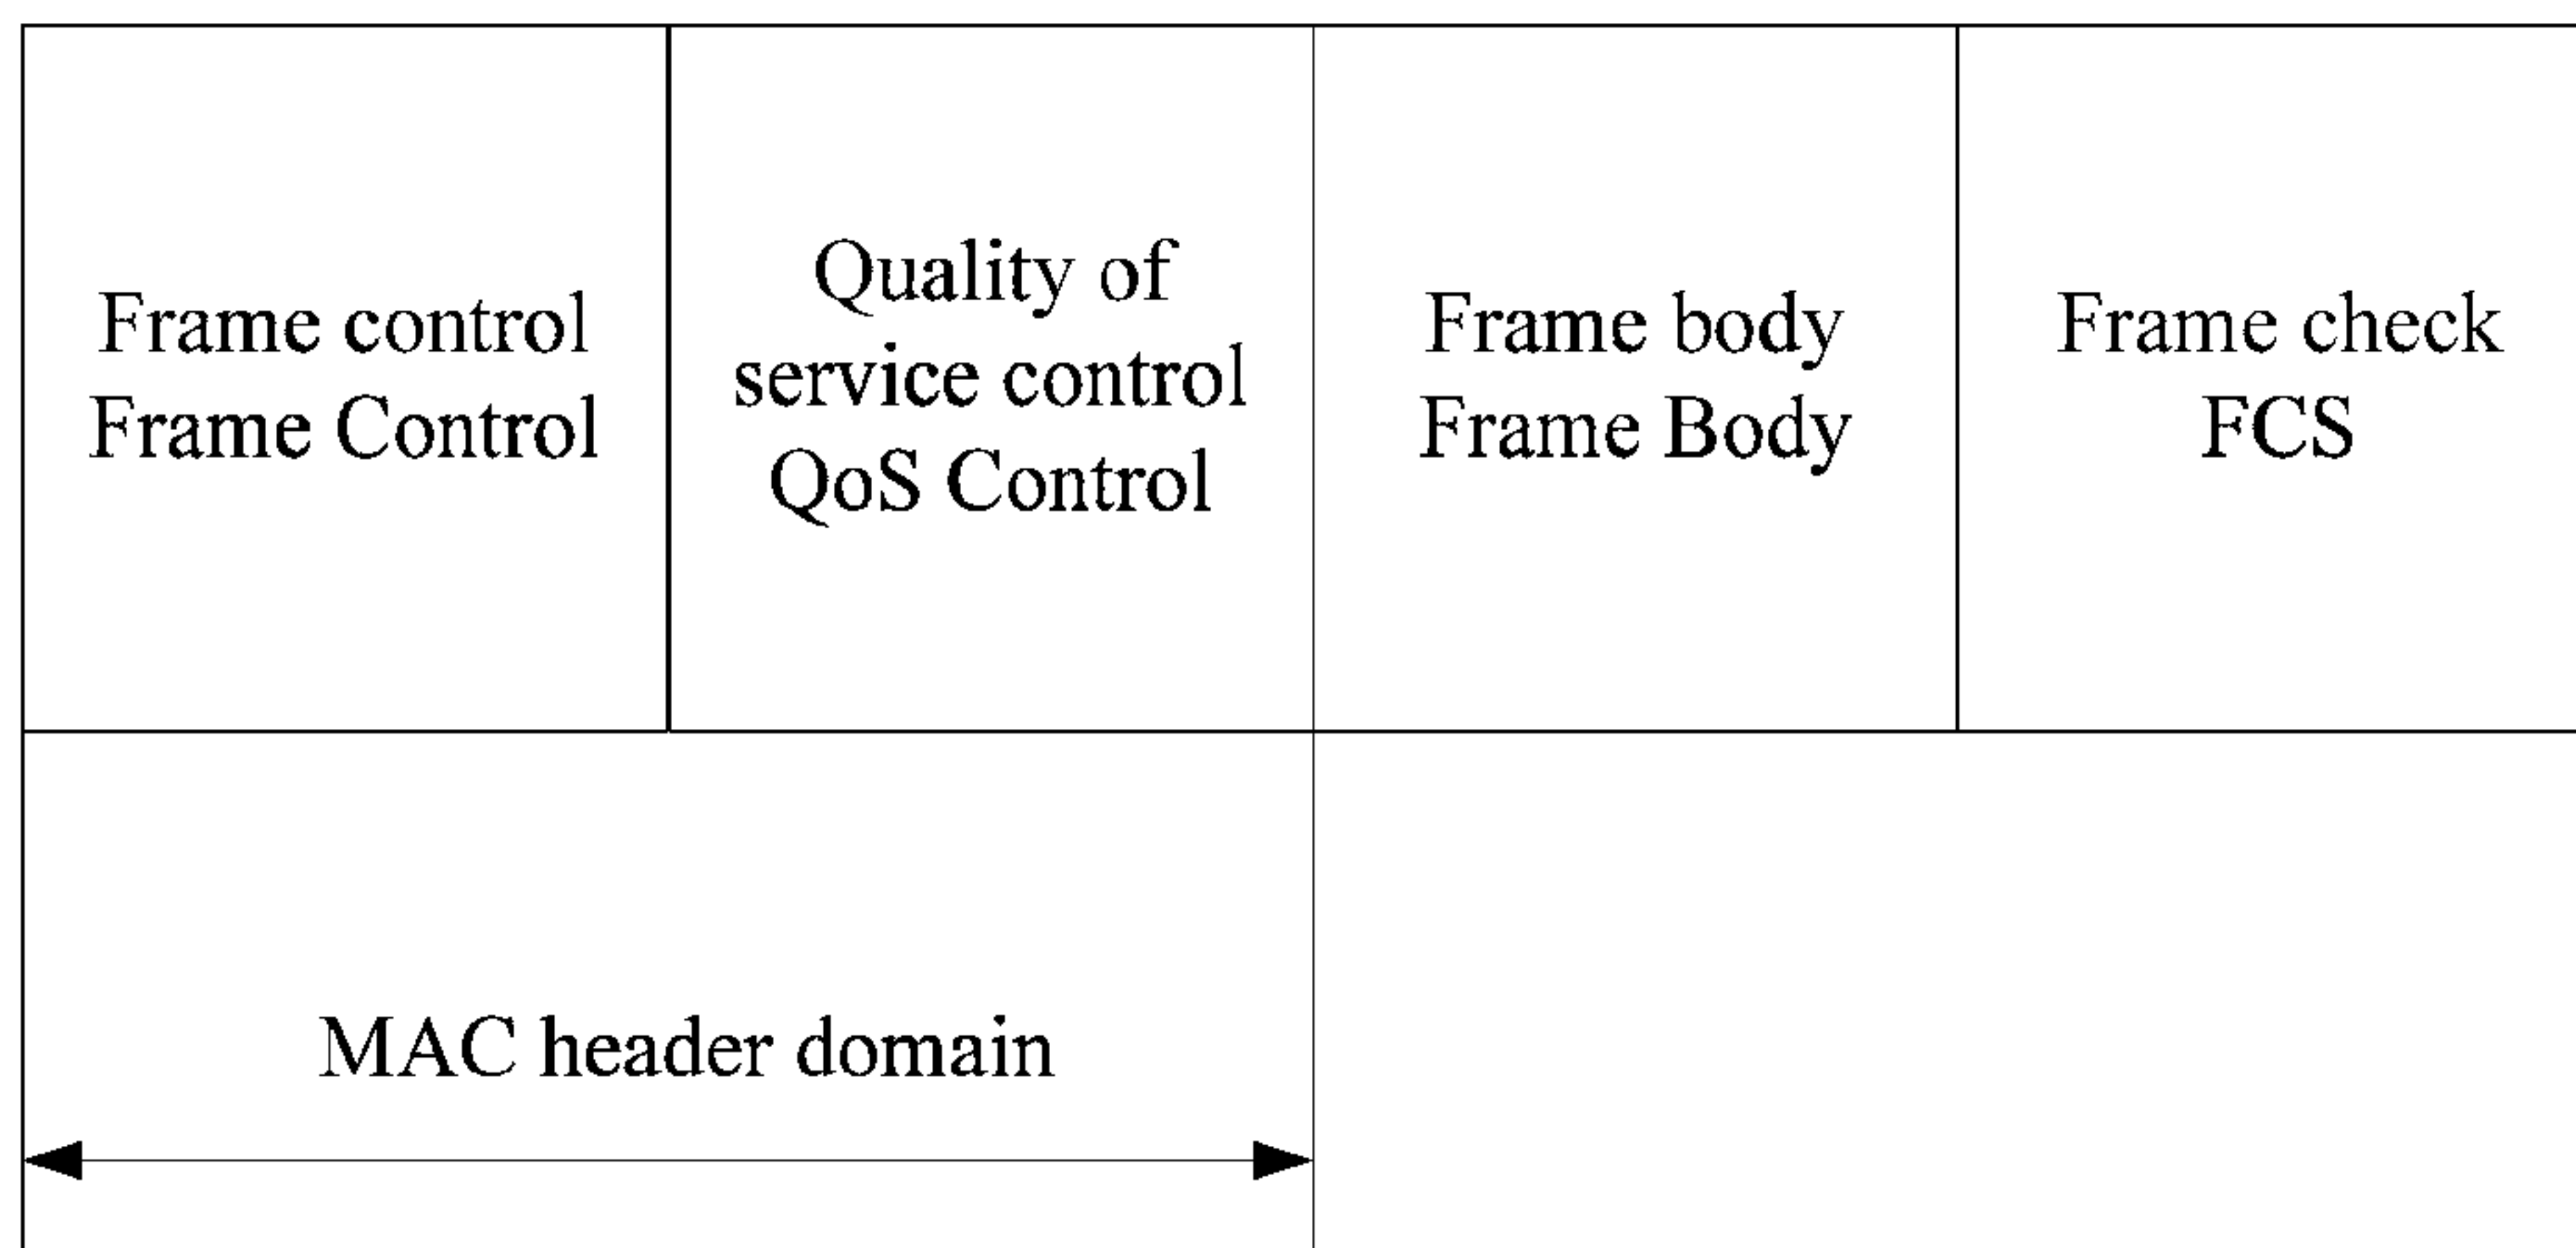 Frame control
Frame Control
Quality of
service control
QoS Control
Frame body
Frame Body
Frame check
FCS
MAC header domain